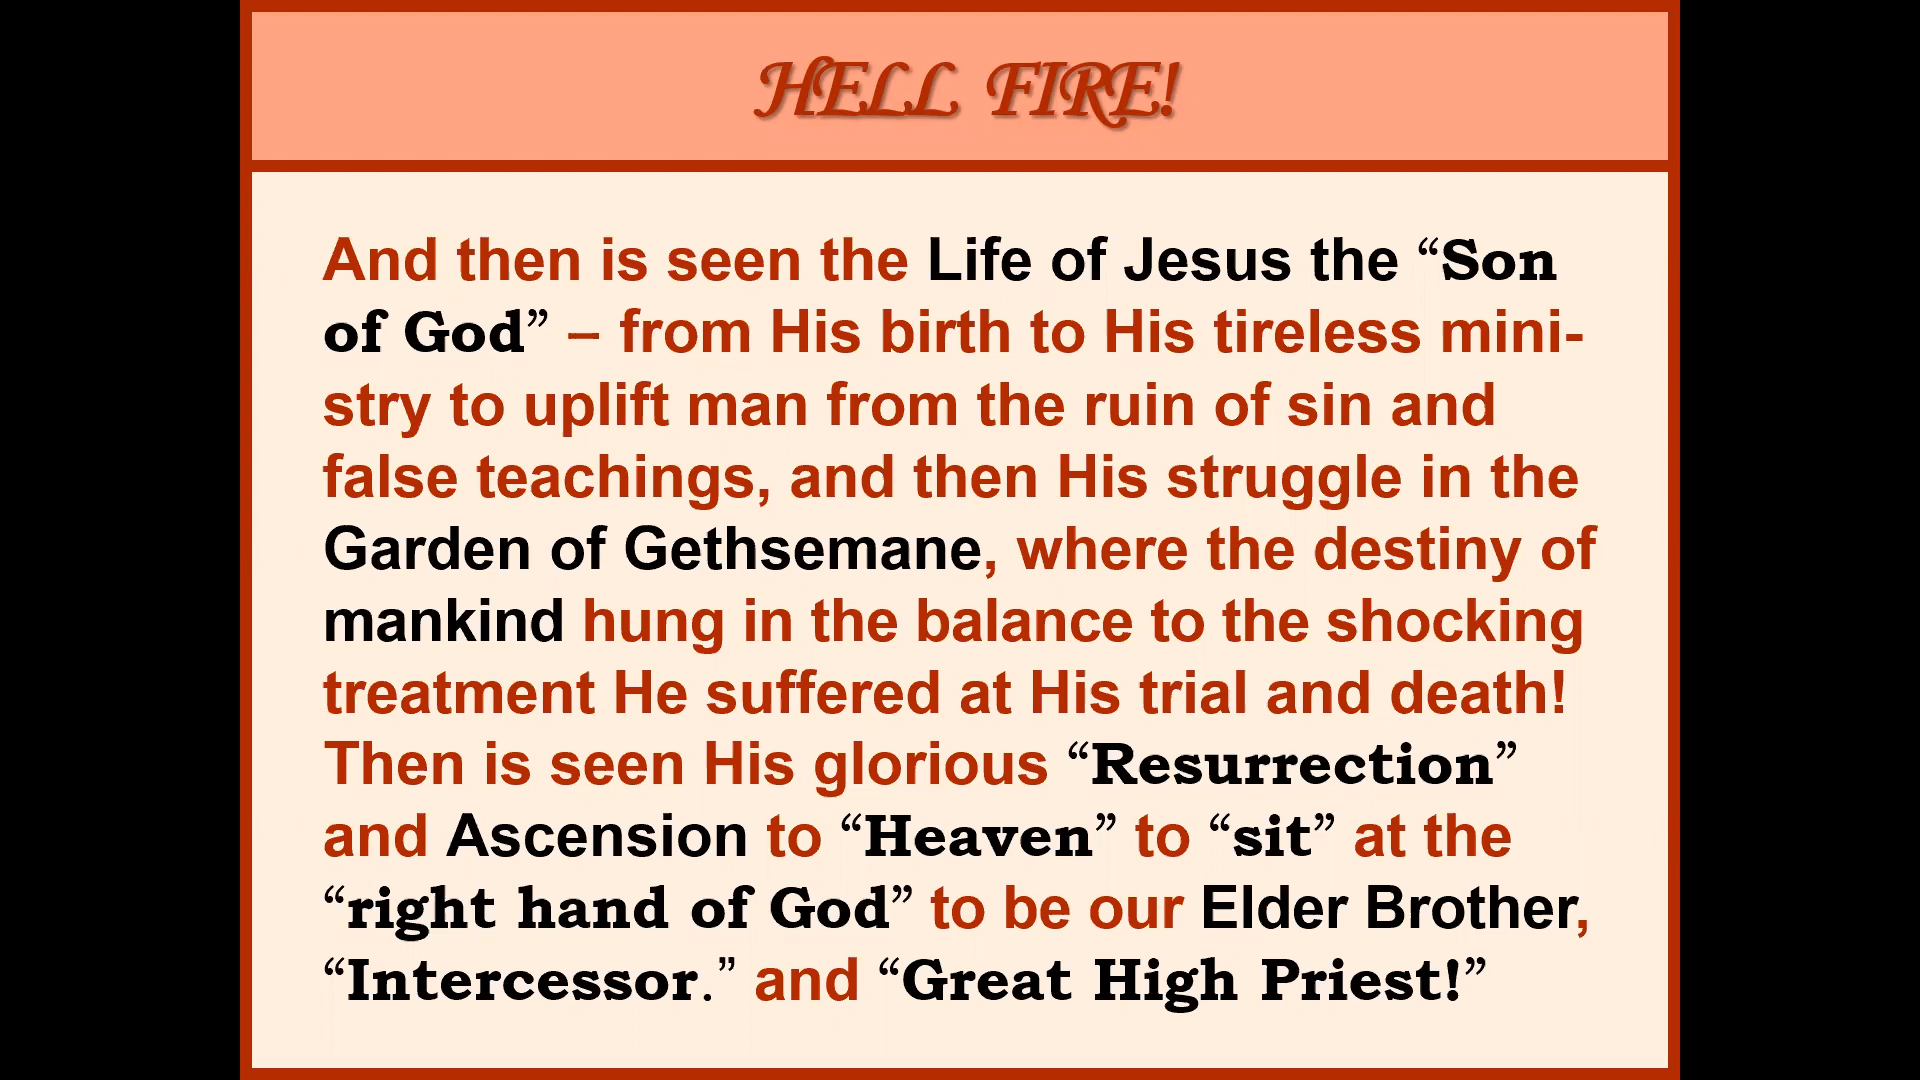 HELL FIRE!
And then is seen the Life of Jesus the “Son
of God” – from His birth to His tireless mini-
stry to uplift man from the ruin of sin and
false teachings, and then His struggle in the
Garden of Gethsemane, where the destiny of
mankind hung in the balance to the shocking
treatment He suffered at His trial and death!
Then is seen His glorious “Resurrection”
and Ascension to “Heaven” to “sit” at the
“right hand of God” to be our Elder Brother,
“Intercessor.” and “Great High Priest!”